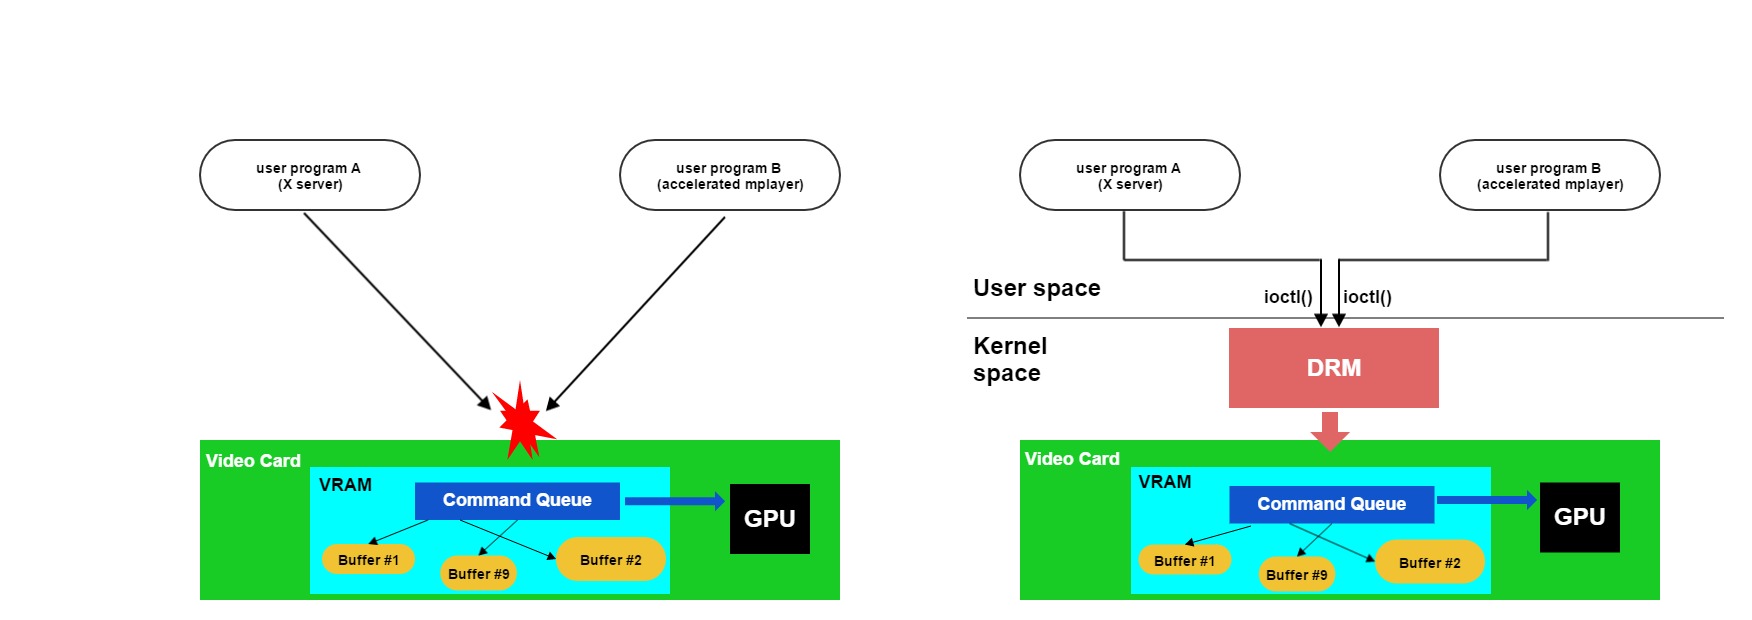 user program A
(X server)
user program B
(accelerated mplayer)
Video Card
VRAM
Command Queue
GPU
Buffer #1
Buffer #9
Buffer #2
user program A
(X server)
user program B
(accelerated mplayer)
User space
ioctl()
ioctl()
Kernel
space
DRM
Video Card
VRAM
Command Queue
GPU
Buffer #1
Buffer #9
Buffer #2